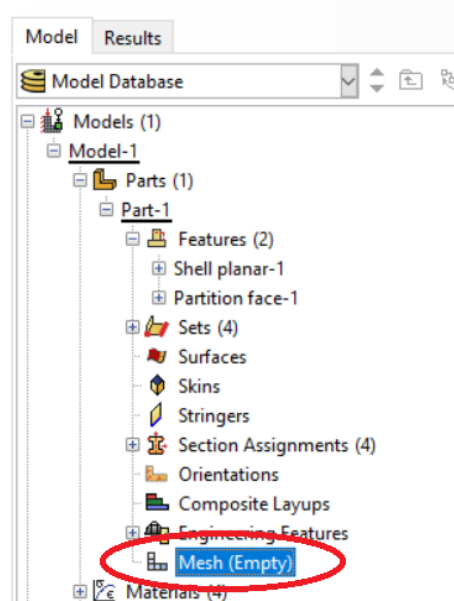 Model Results
Model Database
Models (1)
Model-1
Parts (1)
Part-1
Features (2)
Shell planar-1
Partition face-1
Sets (4)
Surfaces
Skins
Stringers
Section Assignments (4)
Orientations
Composite Layups
Engineering Features
Mesh (Empty)
Materials (4)